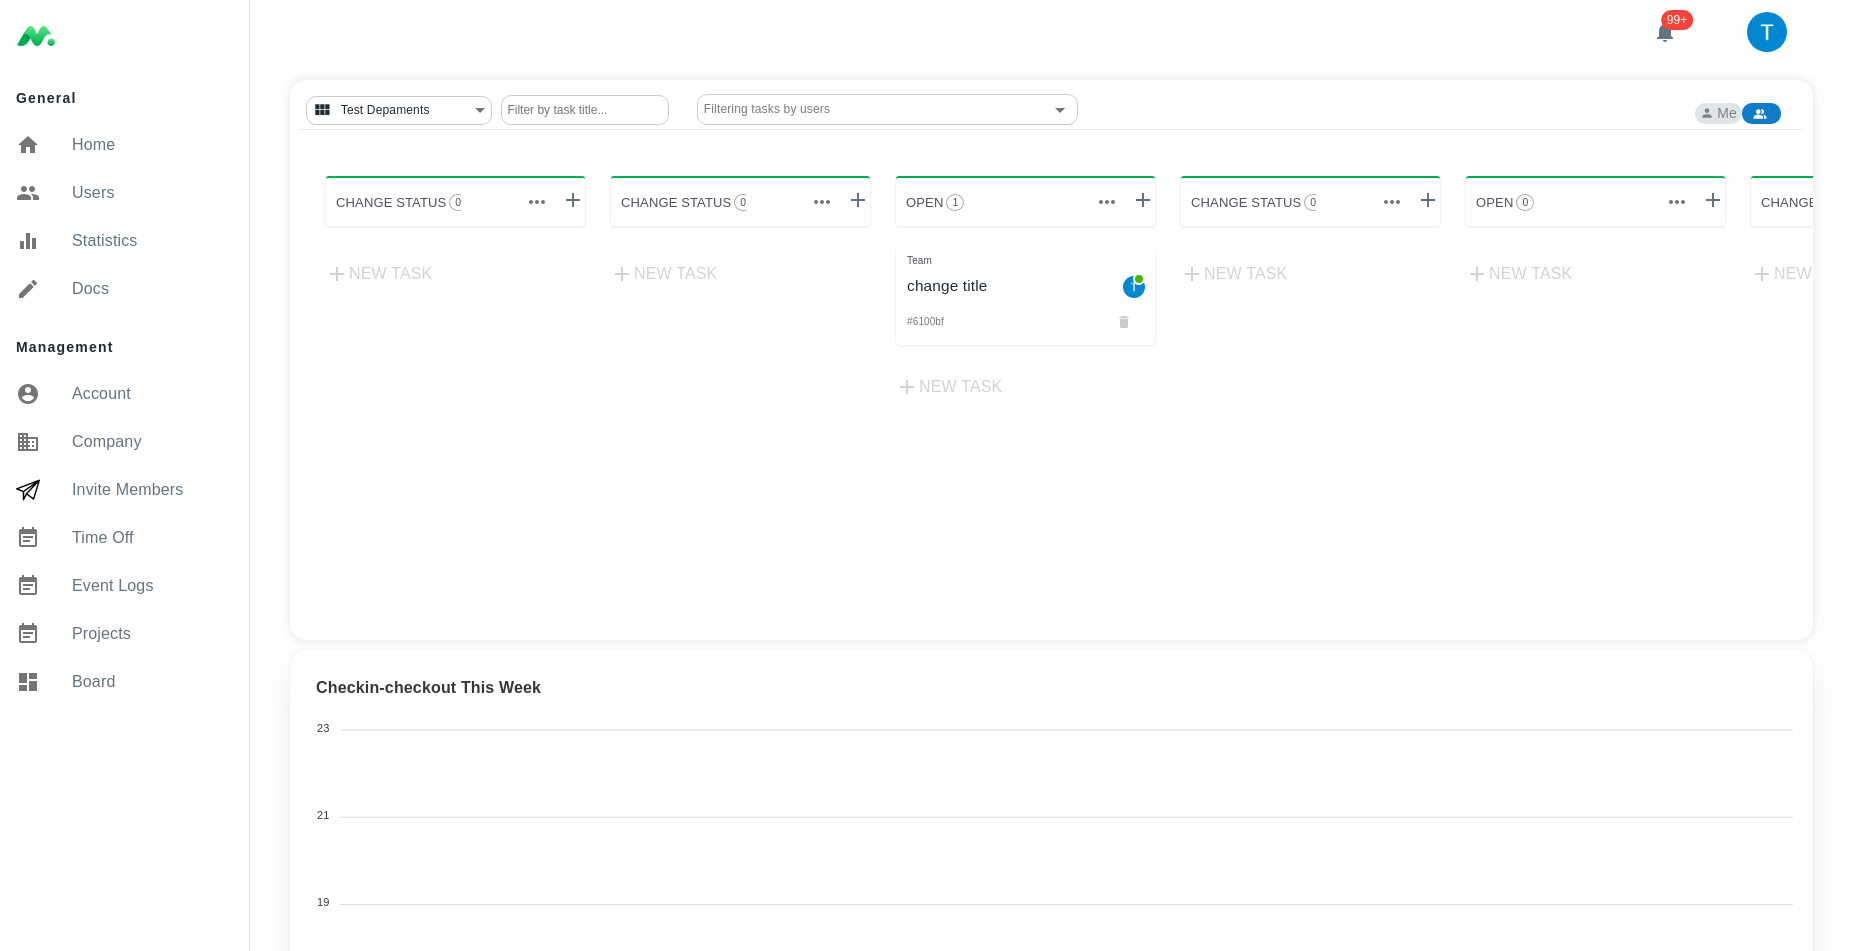 99+
T
General
Home
Users
Statistics
Docs
Management
Account
Company
Invite Members
Time Off
Event Logs
Projects
Board
Test Depaments
Filter by task title...
Filtering tasks by users
Me
CHANGE STATUS 0
CHANGE STATUS 0
OPEN 1
CHANGE STATUS 0
OPEN 0
CHANGE
NEW TASK
NEW TASK
Team
change title
T
#6100bf
NEW TASK
NEW TASK
NEW TASK
NEW
Checkin-checkout This Week
23
21
19